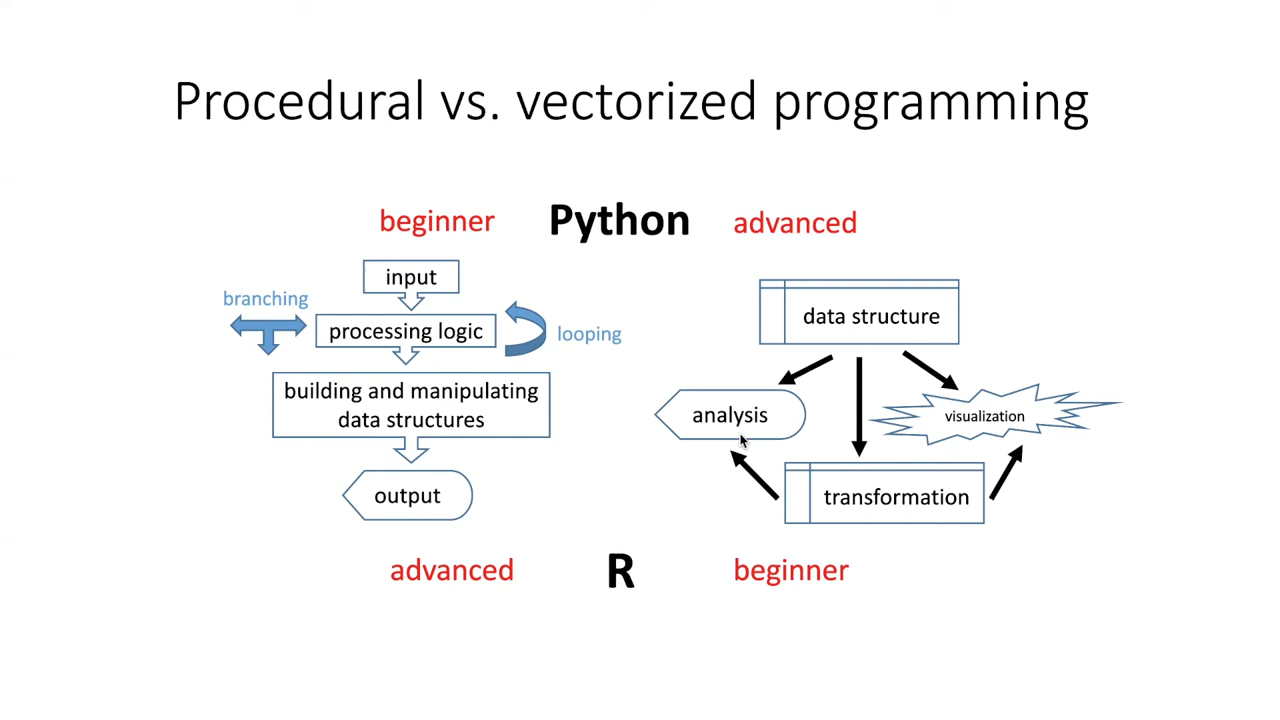 Procedural vs. vectorized programming
beginner
Python
advanced
input
branching
processing logic
looping
building and manipulating
data structures
output
data structure
analysis
visualization
transformation
advanced
R
beginner